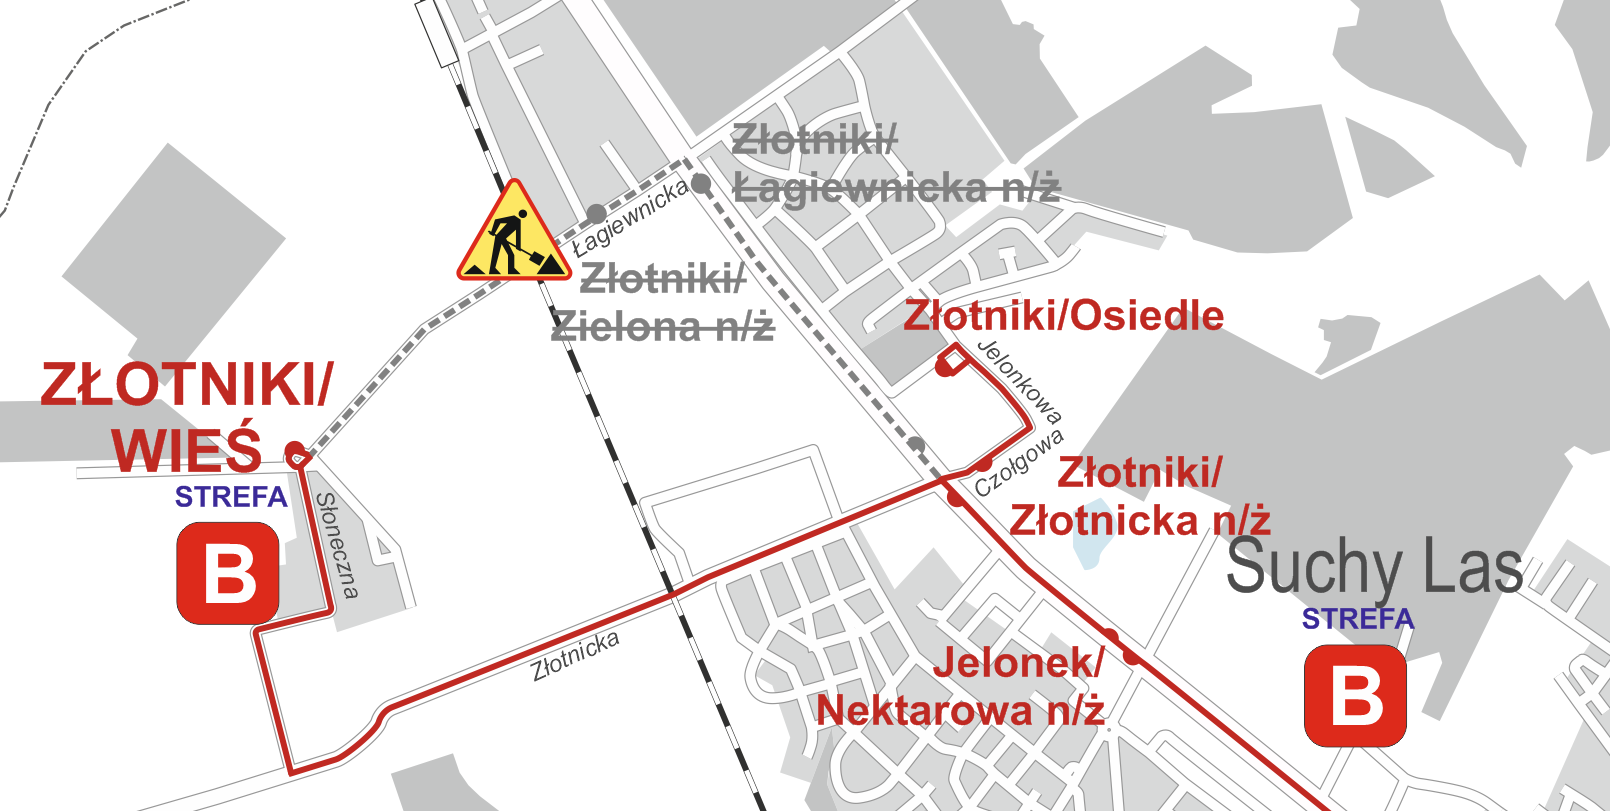 Złotniki/
Łagiewnicka n/ż
Łagiewnicka
Złotniki/
Zielona n/ż
Złotniki/Osiedle
Jelonkowa
Czołgowa
ZŁOTNIKI/
WIEŚ
STREFA
B
Słoneczna
Złotniki/
Złotnicka n/ż
Suchy Las
STREFA
B
Złotnicka
Jelonek/
Nektarowa n/ż